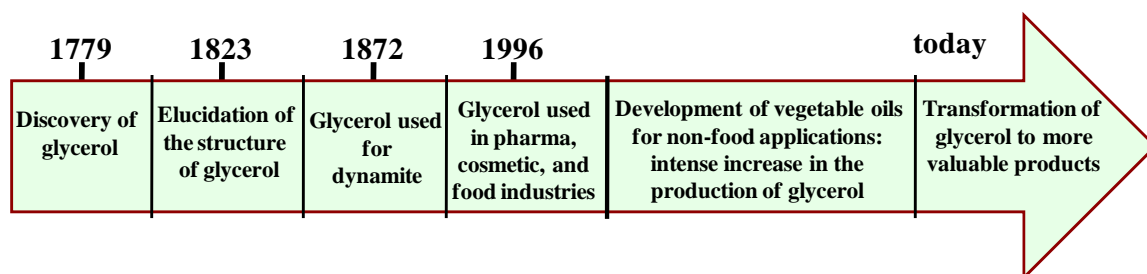 1779
1823
1872
1996
today
Discovery of
glycerol
Elucidation of
the structure
of glycerol
Glycerol used
for
dynamite
Glycerol used
in pharma,
cosmetic, and
food industries
Development of vegetable oils
for non-food applications:
intense increase in the
production of glycerol
Transformation of
glycerol to more
valuable products